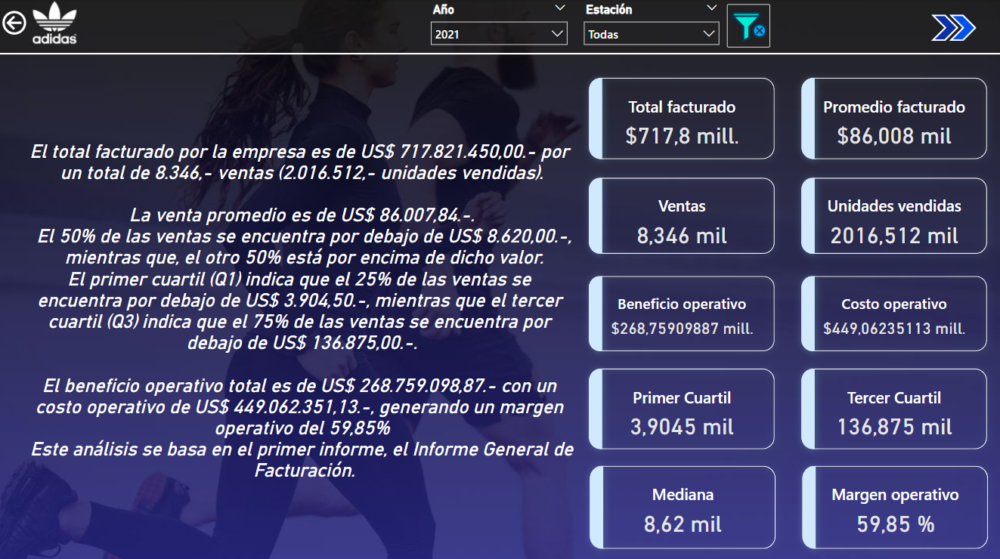 adidas
Año
2021
Estación
Todas
El total facturado por la empresa es de US$ 717.821.450,00.- por
un total de 8.346,- ventas (2.016.512,- unidades vendidas).
La venta promedio es de US$ 86.007,84.-.
El 50% de las ventas se encuentra por debajo de US$ 8.620,00.-,
mientras que, el otro 50% está por encima de dicho valor.
El primer cuartil (Q1) indica que el 25% de las ventas se
encuentra por debajo de US$ 3.904,50.-, mientras que el tercer
cuartil (Q3) indica que el 75% de las ventas se encuentra por
debajo de US$ 136.875,00.-.
El beneficio operativo total es de US$ 268.759.098,87.- con un
costo operativo de US$ 449.062.351,13.-, generando un margen
operativo del 59,85%
Este análisis se basa en el primer informe, el Informe General de
Facturación.
Total facturado
$717,8 mill.
Promedio facturado
$86,008 mil
Ventas
8,346 mil
Unidades vendidas
2016,512 mil
Beneficio operativo
$268,75909887 mill.
Costo operativo
$449,06235113 mill.
Primer Cuartil
3,9045 mil
Tercer Cuartil
136,875 mil
Mediana
8,62 mil
Margen operativo
59,85 %